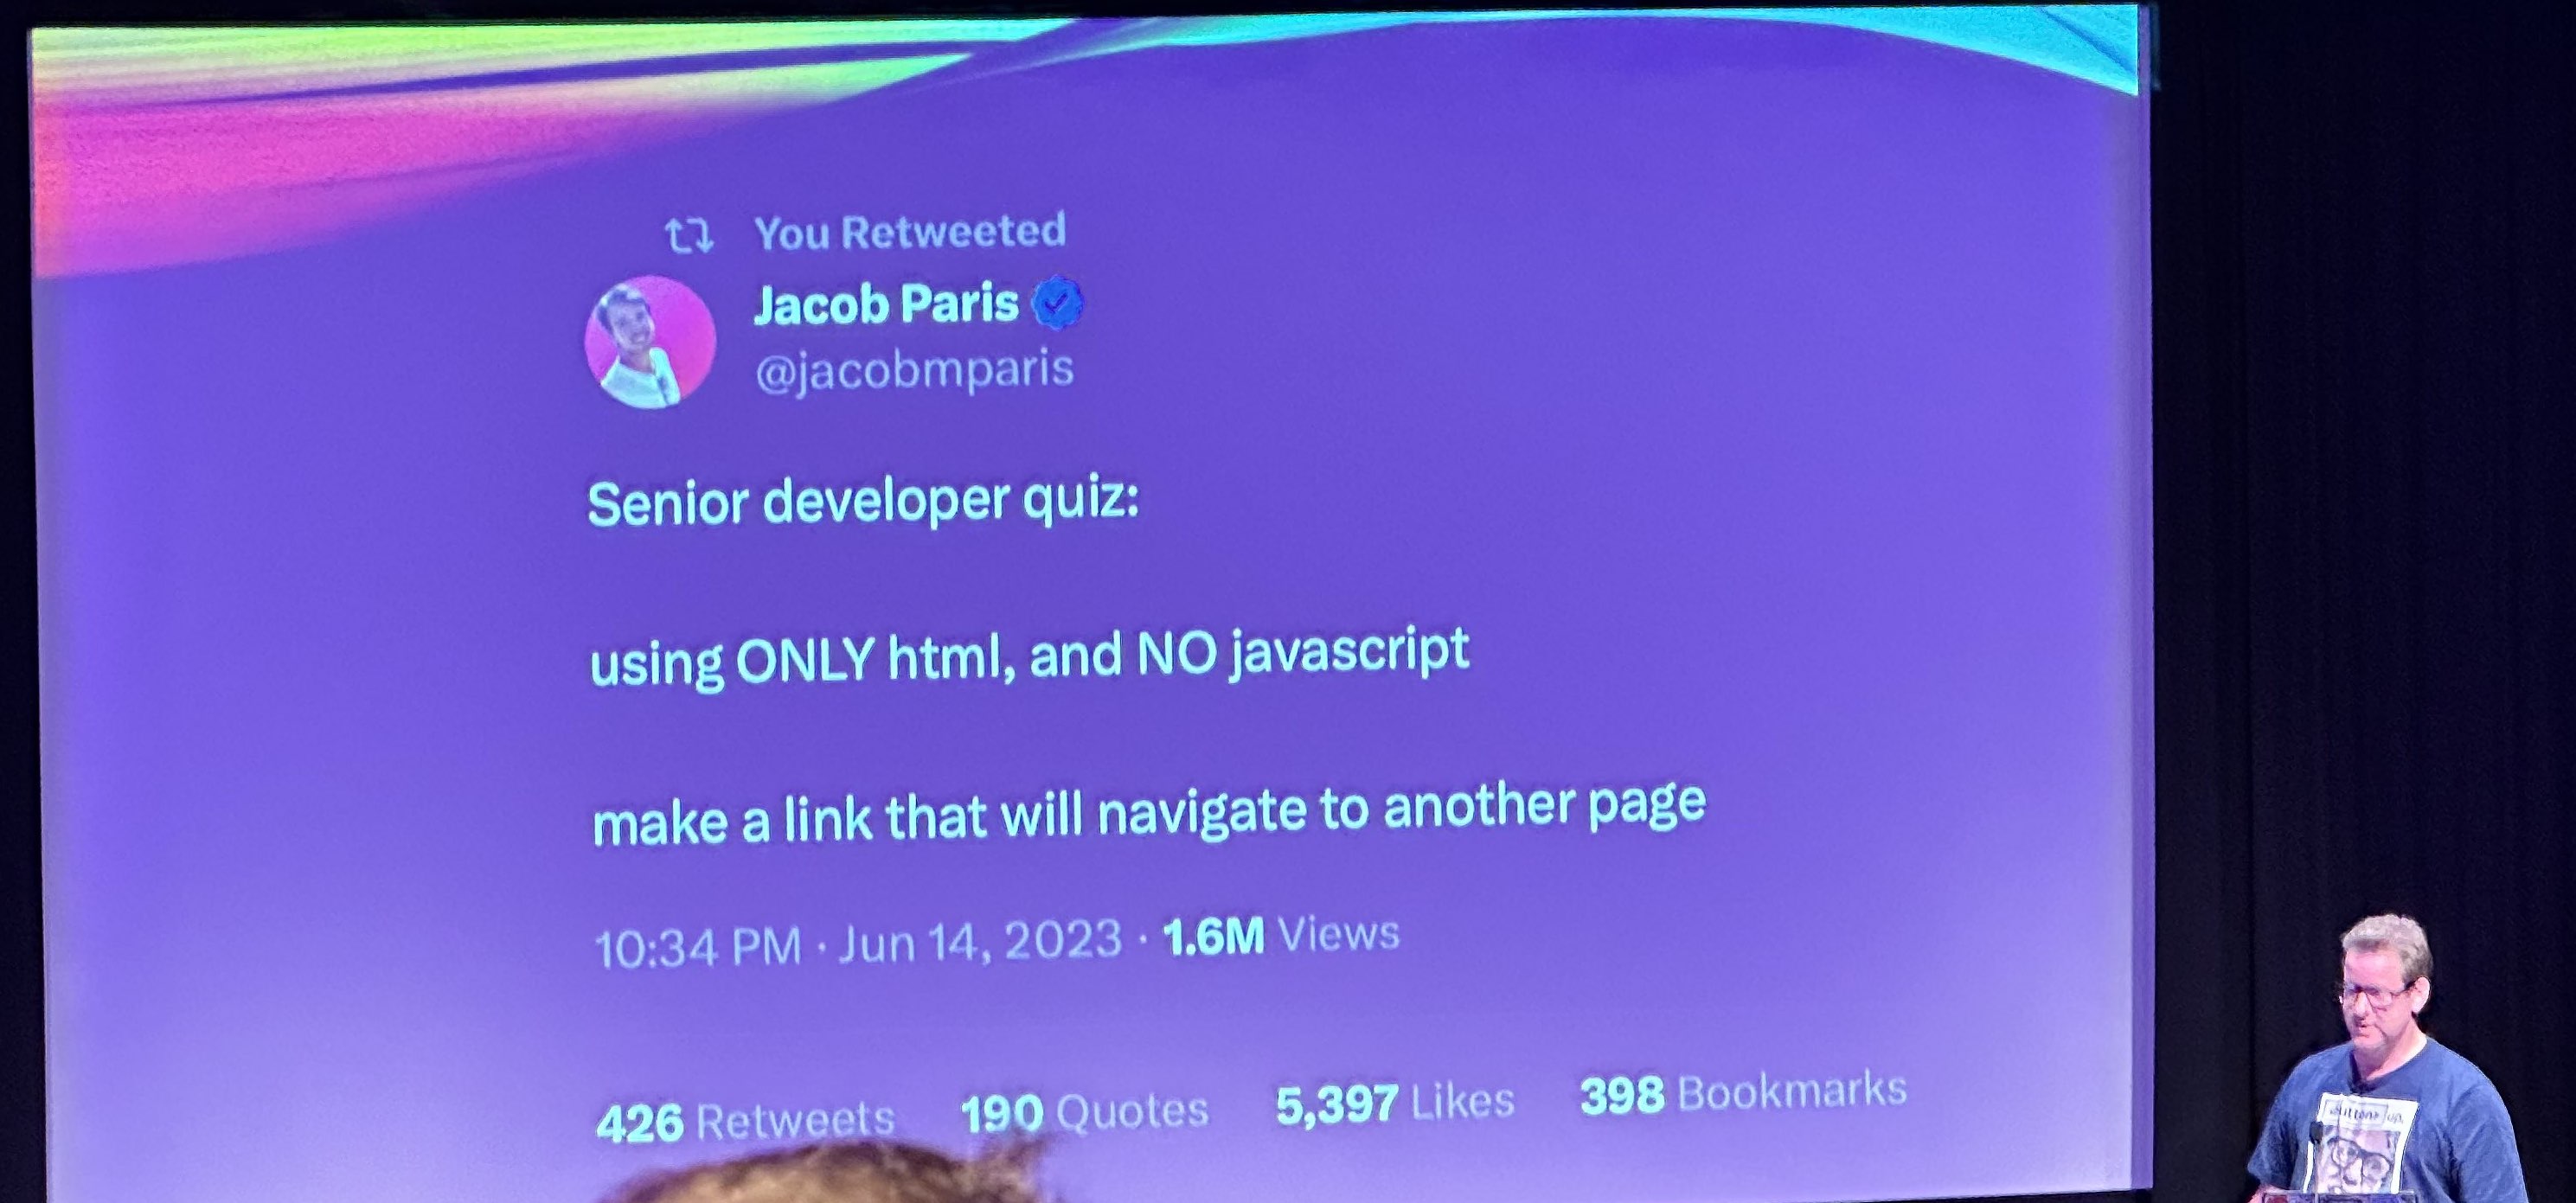 You Retweeted
Jacob Paris
@jacobmparis
Senior developer quiz:
using ONLY html, and NO javascript
make a link that will navigate to another page
10:34 PM · Jun 14, 2023 · 1.6M Views
426 Retweets 190 Quotes 5,397 Likes 398 Bookmarks
<button> up.